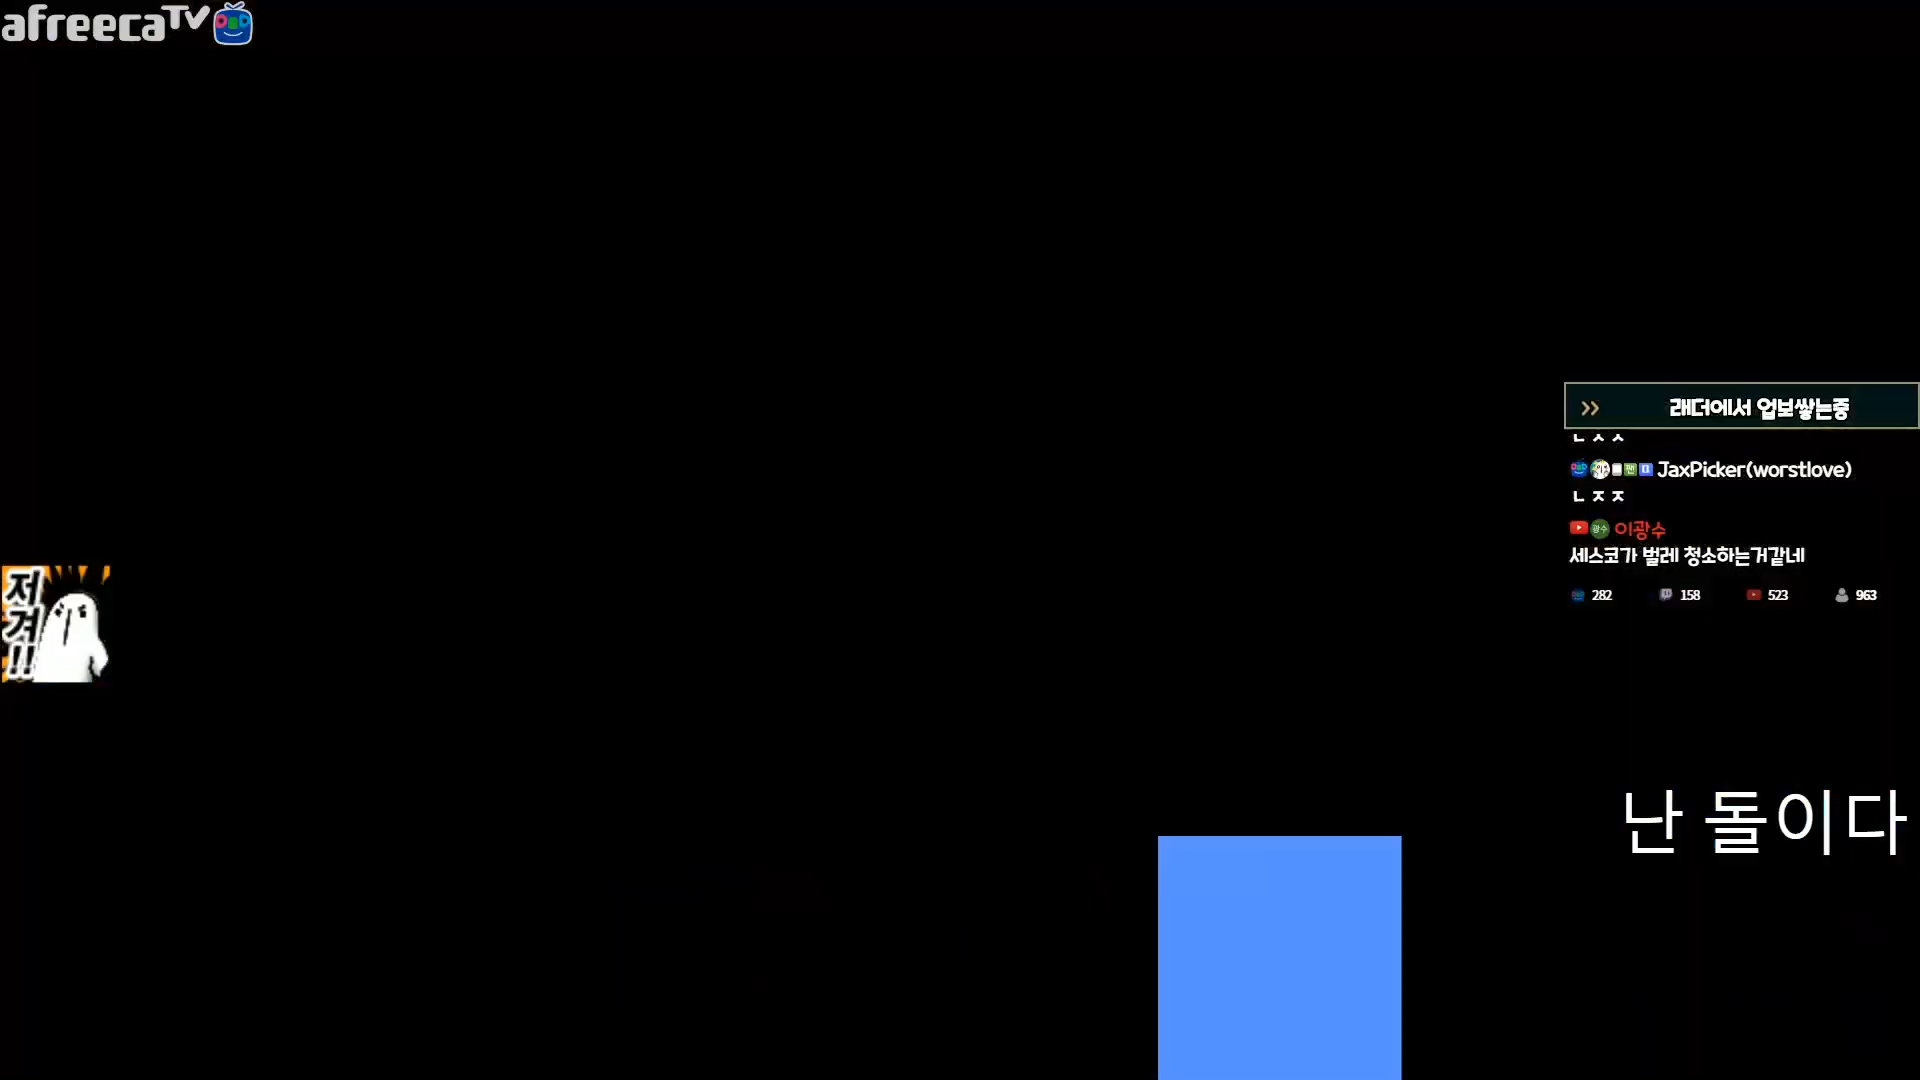 afreecaTV
래더에서 업보쌓는중
ㄴㅈㅈ
JaxPicker(worstlove)
ㄴㅈㅈ
이광수
세스코가 벌레 청소하는거같네
282 158 523 963
저
격
!!
난 돌이다